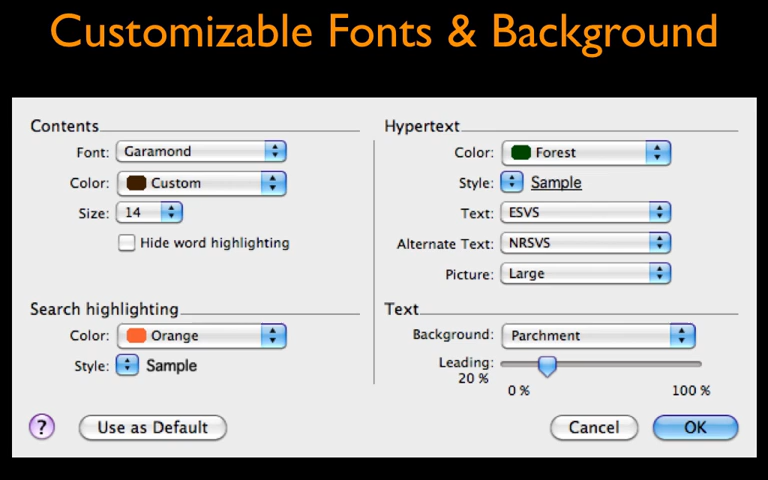 Customizable Fonts & Background
Contents
Font: Garamond
Color: Custom
Size: 14
Hide word highlighting
Search highlighting
Color: Orange
Style: Sample
Hypertext
Color: Forest
Style: Sample
Text: ESVS
Alternate Text: NRSVS
Picture: Large
Text
Background: Parchment
Leading:
20 %
0 % 100 %
? Use as Default Cancel OK